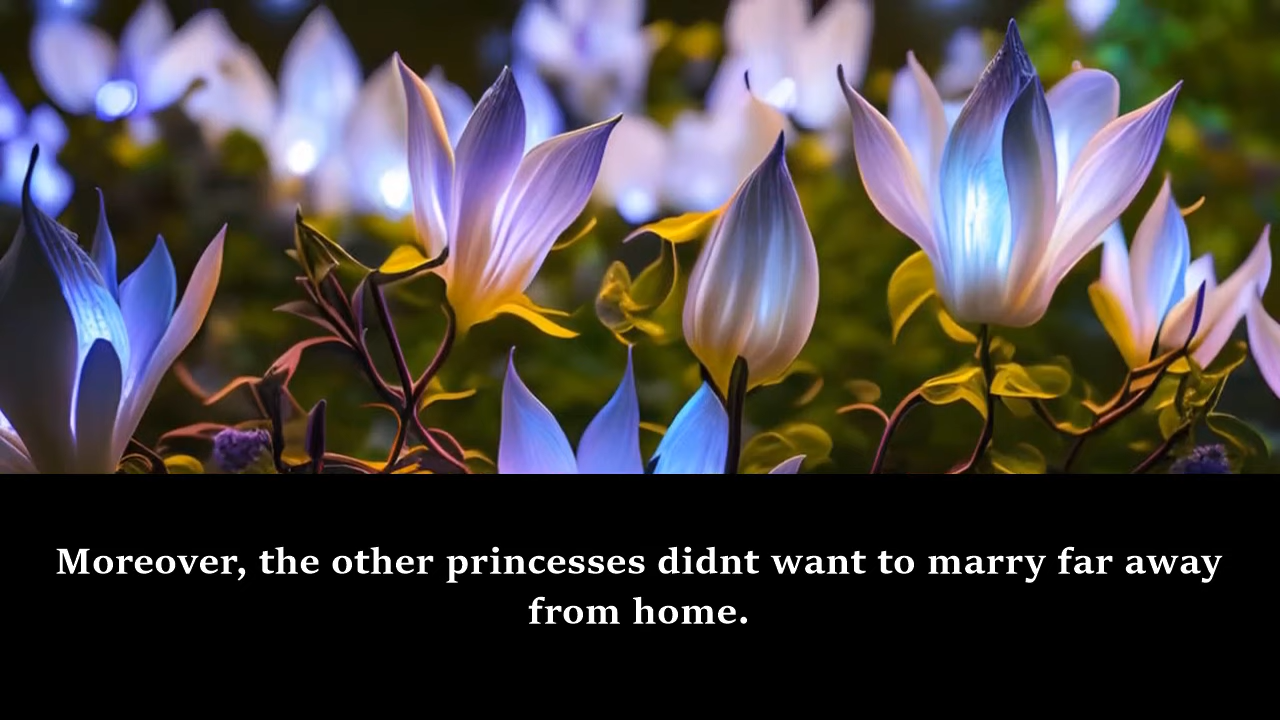 Moreover, the other princesses didnt want to marry far away
from home.